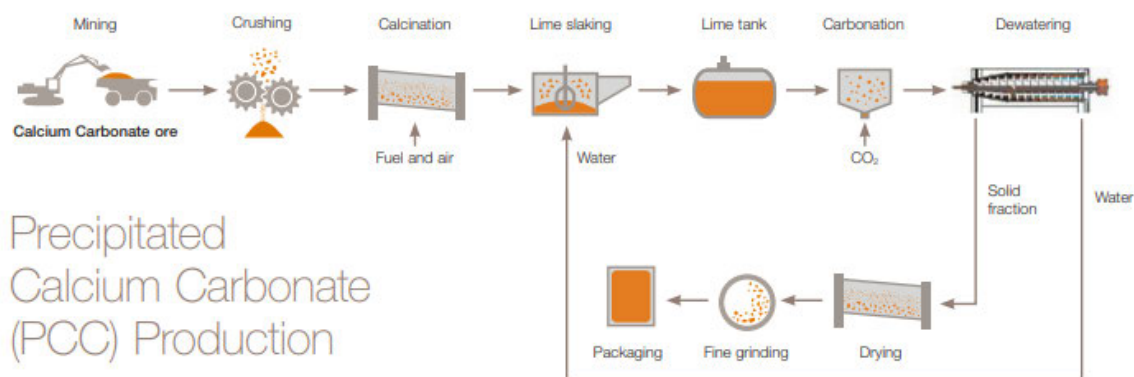 Mining
Crushing
Calcination
Lime slaking
Lime tank
Carbonation
Dewatering
Calcium Carbonate ore
Fuel and air
Water
CO₂
Solid
fraction
Water
Precipitated
Calcium Carbonate
(PCC) Production
Packaging
Fine grinding
Drying